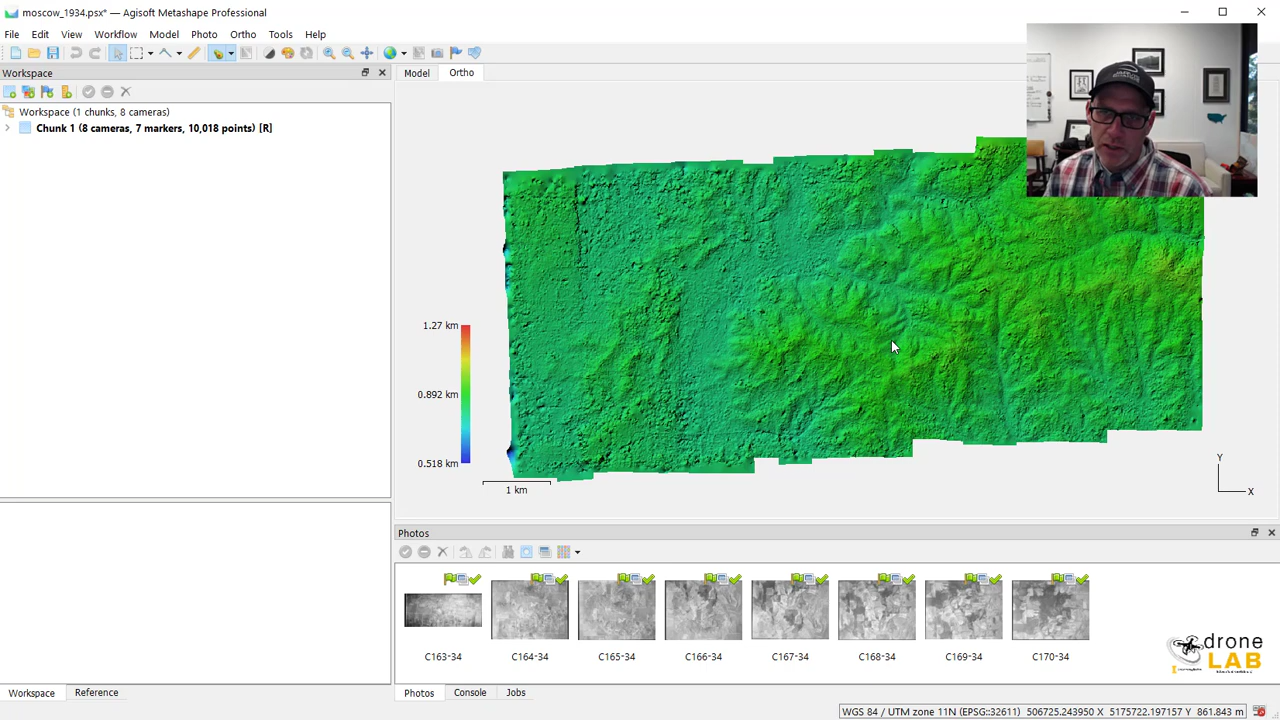 moscow_1934.psx* — Agisoft Metashape Professional
File Edit View Workflow Model Photo Ortho Tools Help
Workspace
Model Ortho
Workspace (1 chunks, 8 cameras)
Chunk 1 (8 cameras, 7 markers, 10,018 points) [R]
1.27 km
0.892 km
0.518 km
1 km
Y
X
Photos
C163-34 C164-34 C165-34 C166-34 C167-34 C168-34 C169-34 C170-34
drone
LAB
Workspace Reference
Photos Console Jobs
WGS 84 / UTM zone 11N (EPSG::32611) 506725.243950 X 5175722.197157 Y 861.843 m